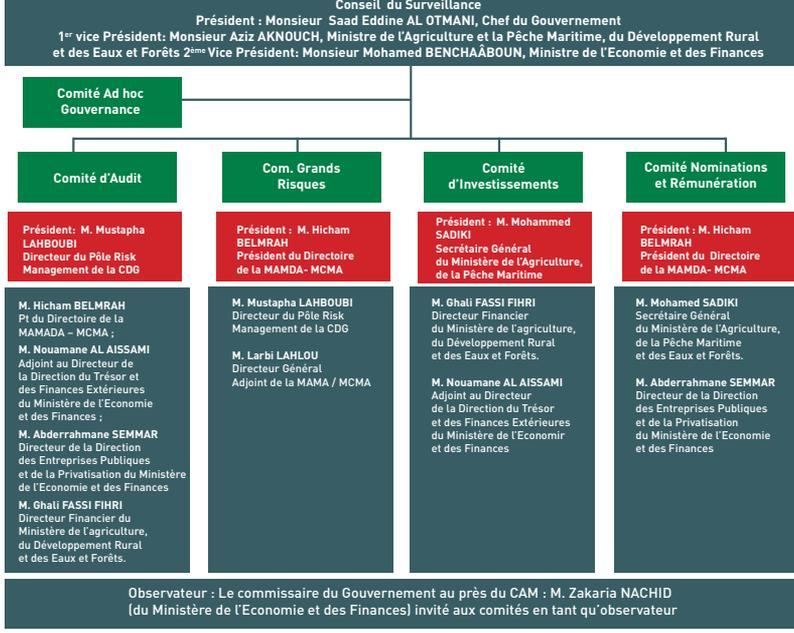 Conseil du Surveillance
Président : Monsieur Saad Eddine AL OTMANI, Chef du Gouvernement
1er vice Président: Monsieur Aziz AKNOUCH, Ministre de l'Agriculture et la Pêche Maritime, du Développement Rural
et des Eaux et Forêts 2ème Vice Président: Monsieur Mohamed BENCHAÂBOUN, Ministre de l'Economie et des Finances
Comité Ad hoc
Gouvernance
Comité d'Audit
Président: M. Mustapha
LAHBOUBI
Directeur du Pôle Risk
Management de la CDG
M. Hicham BELMRAH
Pt du Directoire de la
MAMADA – MCMA ;
M. Nouamane AL AISSAMI
Adjoint au Directeur de
la Direction du Trésor et
des Finances Extérieures
du Ministère de l'Economie
et des Finances ;
M. Abderrahmane SEMMAR
Directeur de la Direction
des Entreprises Publiques
et de la Privatisation du Ministère
de l'Economie et des Finances
M. Ghali FASSI FIHRI
Directeur Financier du
Ministère de l'agriculture,
du Développement Rural
et des Eaux et Forêts.
Com. Grands
Risques
Président : M. Hicham
BELMRAH
Président du Directoire
de la MAMDA- MCMA
M. Mustapha LAHBOUBI
Directeur du Pôle Risk
Management de la CDG
M. Larbi LAHLOU
Directeur Général
Adjoint de la MAMA / MCMA
Comité
d'Investissements
Président : M. Mohammed
SADIKI
Secrétaire Général
du Ministère de l'Agriculture,
de la Pêche Maritime
M. Ghali FASSI FIHRI
Directeur Financier
du Ministère de l'agriculture,
du Développement Rural
et des Eaux et Forêts.
M. Nouamane AL AISSAMI
Adjoint au Directeur
de la Direction du Trésor
et des Finances Extérieures
du Ministère de l'Economir
et des Finances
Comité Nominations
et Rémunération
Président : M. Hicham
BELMRAH
Président du Directoire
de la MAMDA- MCMA
M. Mohamed SADIKI
Secrétaire Général
du Ministère de l'Agriculture,
de la Pêche Maritime
et des Eaux et Forêts.
M. Abderrahmane SEMMAR
Directeur de la Direction
des Entreprises Publiques
et de la Privatisation
du Ministère de l'Economie
et des Finances
Observateur : Le commissaire du Gouvernement au près du CAM : M. Zakaria NACHID
(du Ministère de l'Economie et des Finances) invité aux comités en tant qu'observateur